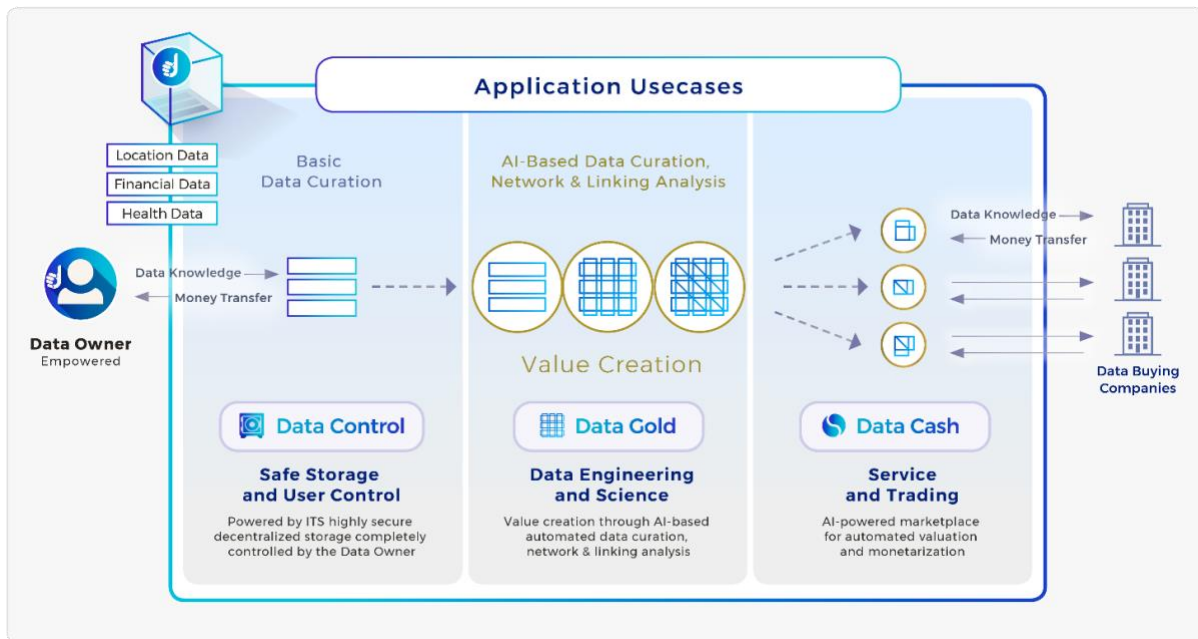 Application Usecases
Location Data
Financial Data
Health Data
Basic
Data Curation
AI-Based Data Curation,
Network & Linking Analysis
Data Knowledge
Money Transfer
Data Owner
Empowered
Value Creation
Data Knowledge
Money Transfer
Data Buying
Companies
Data Control
Safe Storage
and User Control
Powered by ITS highly secure
decentralized storage completely
controlled by the Data Owner
Data Gold
Data Engineering
and Science
Value creation through AI-based
automated data curation,
network & linking analysis
Data Cash
Service
and Trading
AI-powered marketplace
for automated valuation
and monetarization